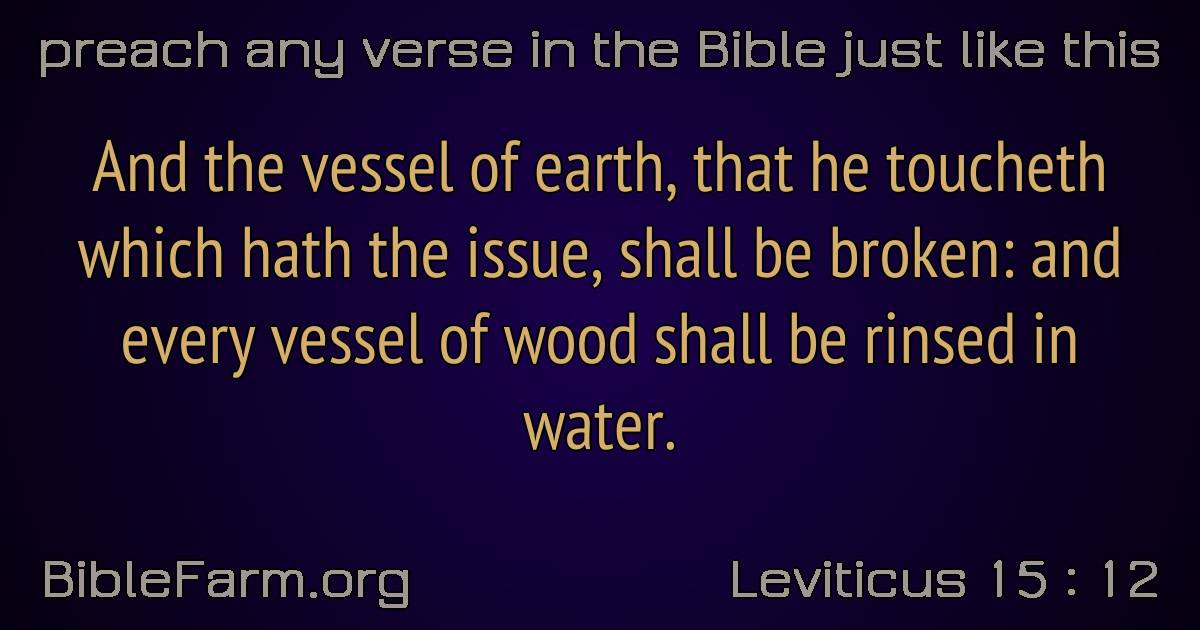 preach any verse in the Bible just like this
And the vessel of earth, that he toucheth
which hath the issue, shall be broken: and
every vessel of wood shall be rinsed in
water.
BibleFarm.org
Leviticus 15 : 12